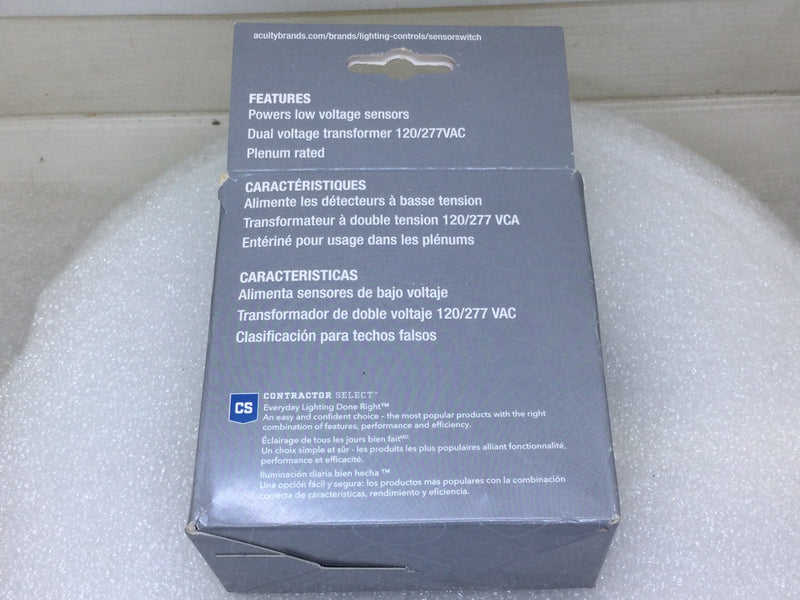 acuitybrands.com/brands/lighting-controls/sensorswitch
FEATURES
Powers low voltage sensors
Dual voltage transformer 120/277VAC
Plenum rated
CARACTÉRISTIQUES
Alimente les détecteurs à basse tension
Transformateur à double tension 120/277 VCA
Entériné pour usage dans les plénums
CARACTERISTICAS
Alimenta sensores de bajo voltaje
Transformador de doble voltaje 120/277 VAC
Clasificación para techos falsos
CS
CONTRACTOR SELECT™
Everyday Lighting Done Right™
An easy and confident choice - the most popular products with the right
combination of features, performance and efficiency.
Éclairage de tous les jours bien fait ᴹᴰ
Un choix simple et sûr - les produits les plus populaires alliant fonctionnalité,
performance et efficacité.
Iluminación diaria bien hecha ™
Una opción fácil y segura: los productos más populares con la combinación
correcta de características, rendimiento y eficiencia.